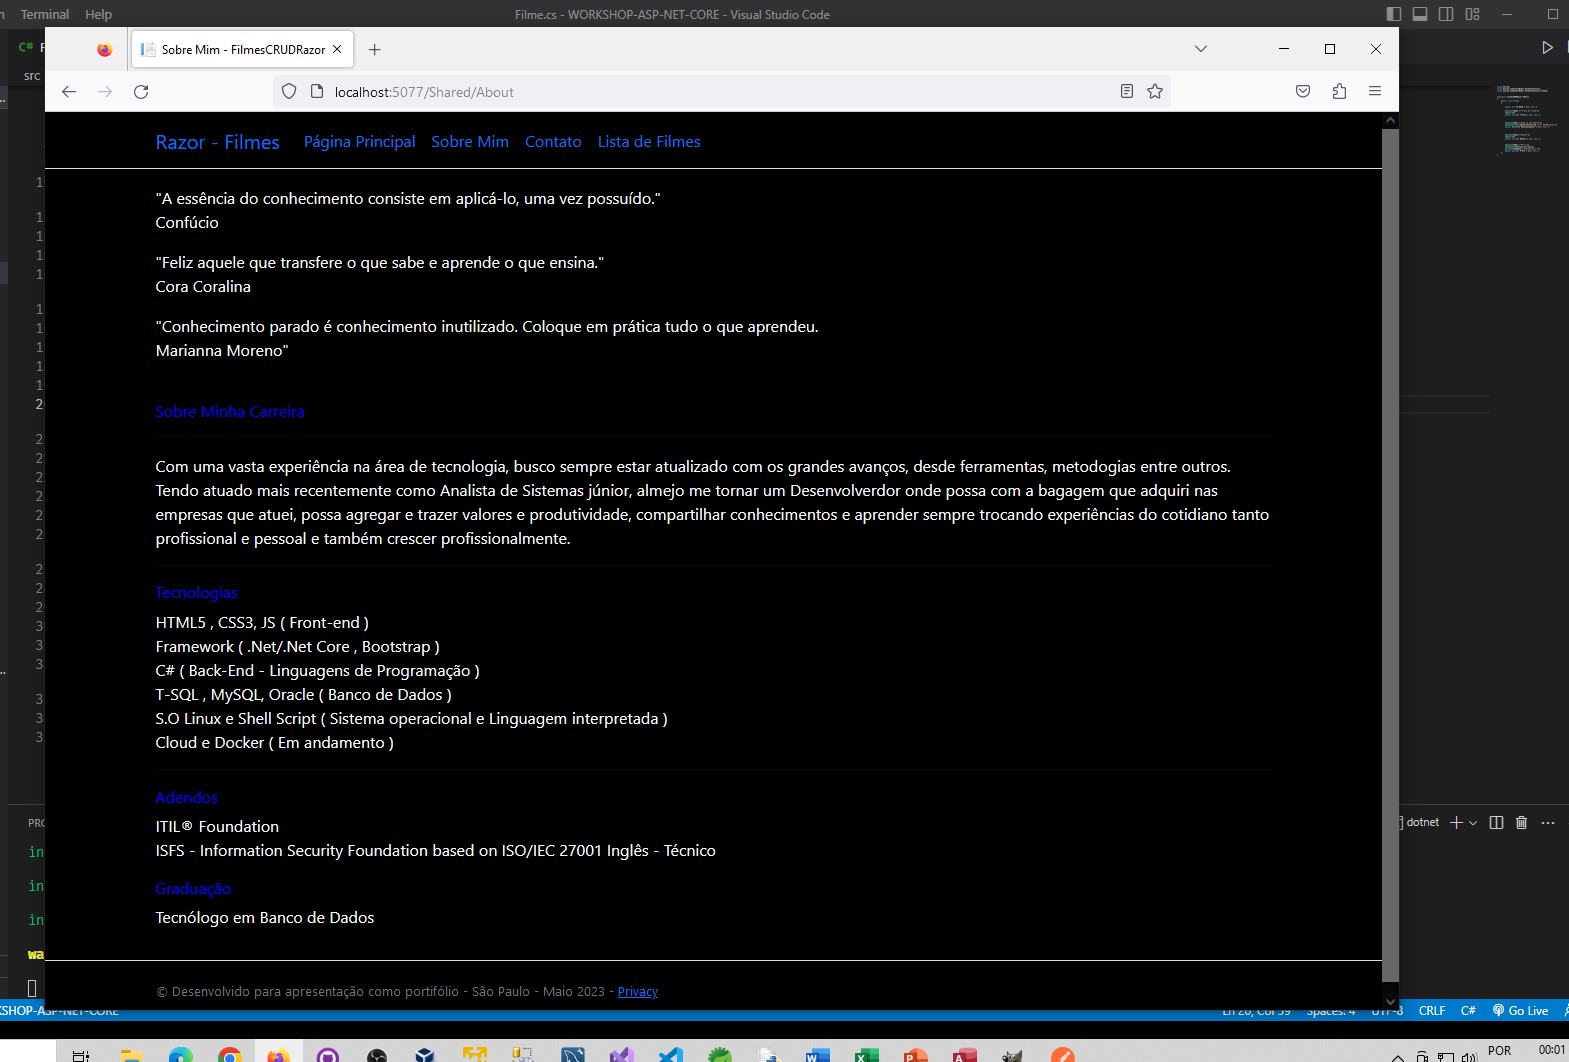 Terminal Help
Filme.cs - WORKSHOP-ASP-NET-CORE - Visual Studio Code
C#
src
Sobre Mim - FilmesCRUDRazor
localhost:5077/Shared/About
Razor - Filmes Página Principal Sobre Mim Contato Lista de Filmes
"A essência do conhecimento consiste em aplicá-lo, uma vez possuído."
Confúcio
"Feliz aquele que transfere o que sabe e aprende o que ensina."
Cora Coralina
"Conhecimento parado é conhecimento inutilizado. Coloque em prática tudo o que aprendeu.
Marianna Moreno"
Sobre Minha Carreira
Com uma vasta experiência na área de tecnologia, busco sempre estar atualizado com os grandes avanços, desde ferramentas, metodogias entre outros.
Tendo atuado mais recentemente como Analista de Sistemas júnior, almejo me tornar um Desenvolverdor onde possa com a bagagem que adquiri nas
empresas que atuei, possa agregar e trazer valores e produtividade, compartilhar conhecimentos e aprender sempre trocando experiências do cotidiano tanto
profissional e pessoal e também crescer profissionalmente.
Tecnologias
HTML5 , CSS3, JS ( Front-end )
Framework ( .Net/.Net Core , Bootstrap )
C# ( Back-End - Linguagens de Programação )
T-SQL , MySQL, Oracle ( Banco de Dados )
S.O Linux e Shell Script ( Sistema operacional e Linguagem interpretada )
Cloud e Docker ( Em andamento )
Adendos
ITIL® Foundation
ISFS - Information Security Foundation based on ISO/IEC 27001 Inglês - Técnico
Graduação
Tecnólogo em Banco de Dados
© Desenvolvido para apresentação como portifólio - São Paulo - Maio 2023 - Privacy
dotnet
in
in
in
wa
CRLF C# Go Live
POR 00:01